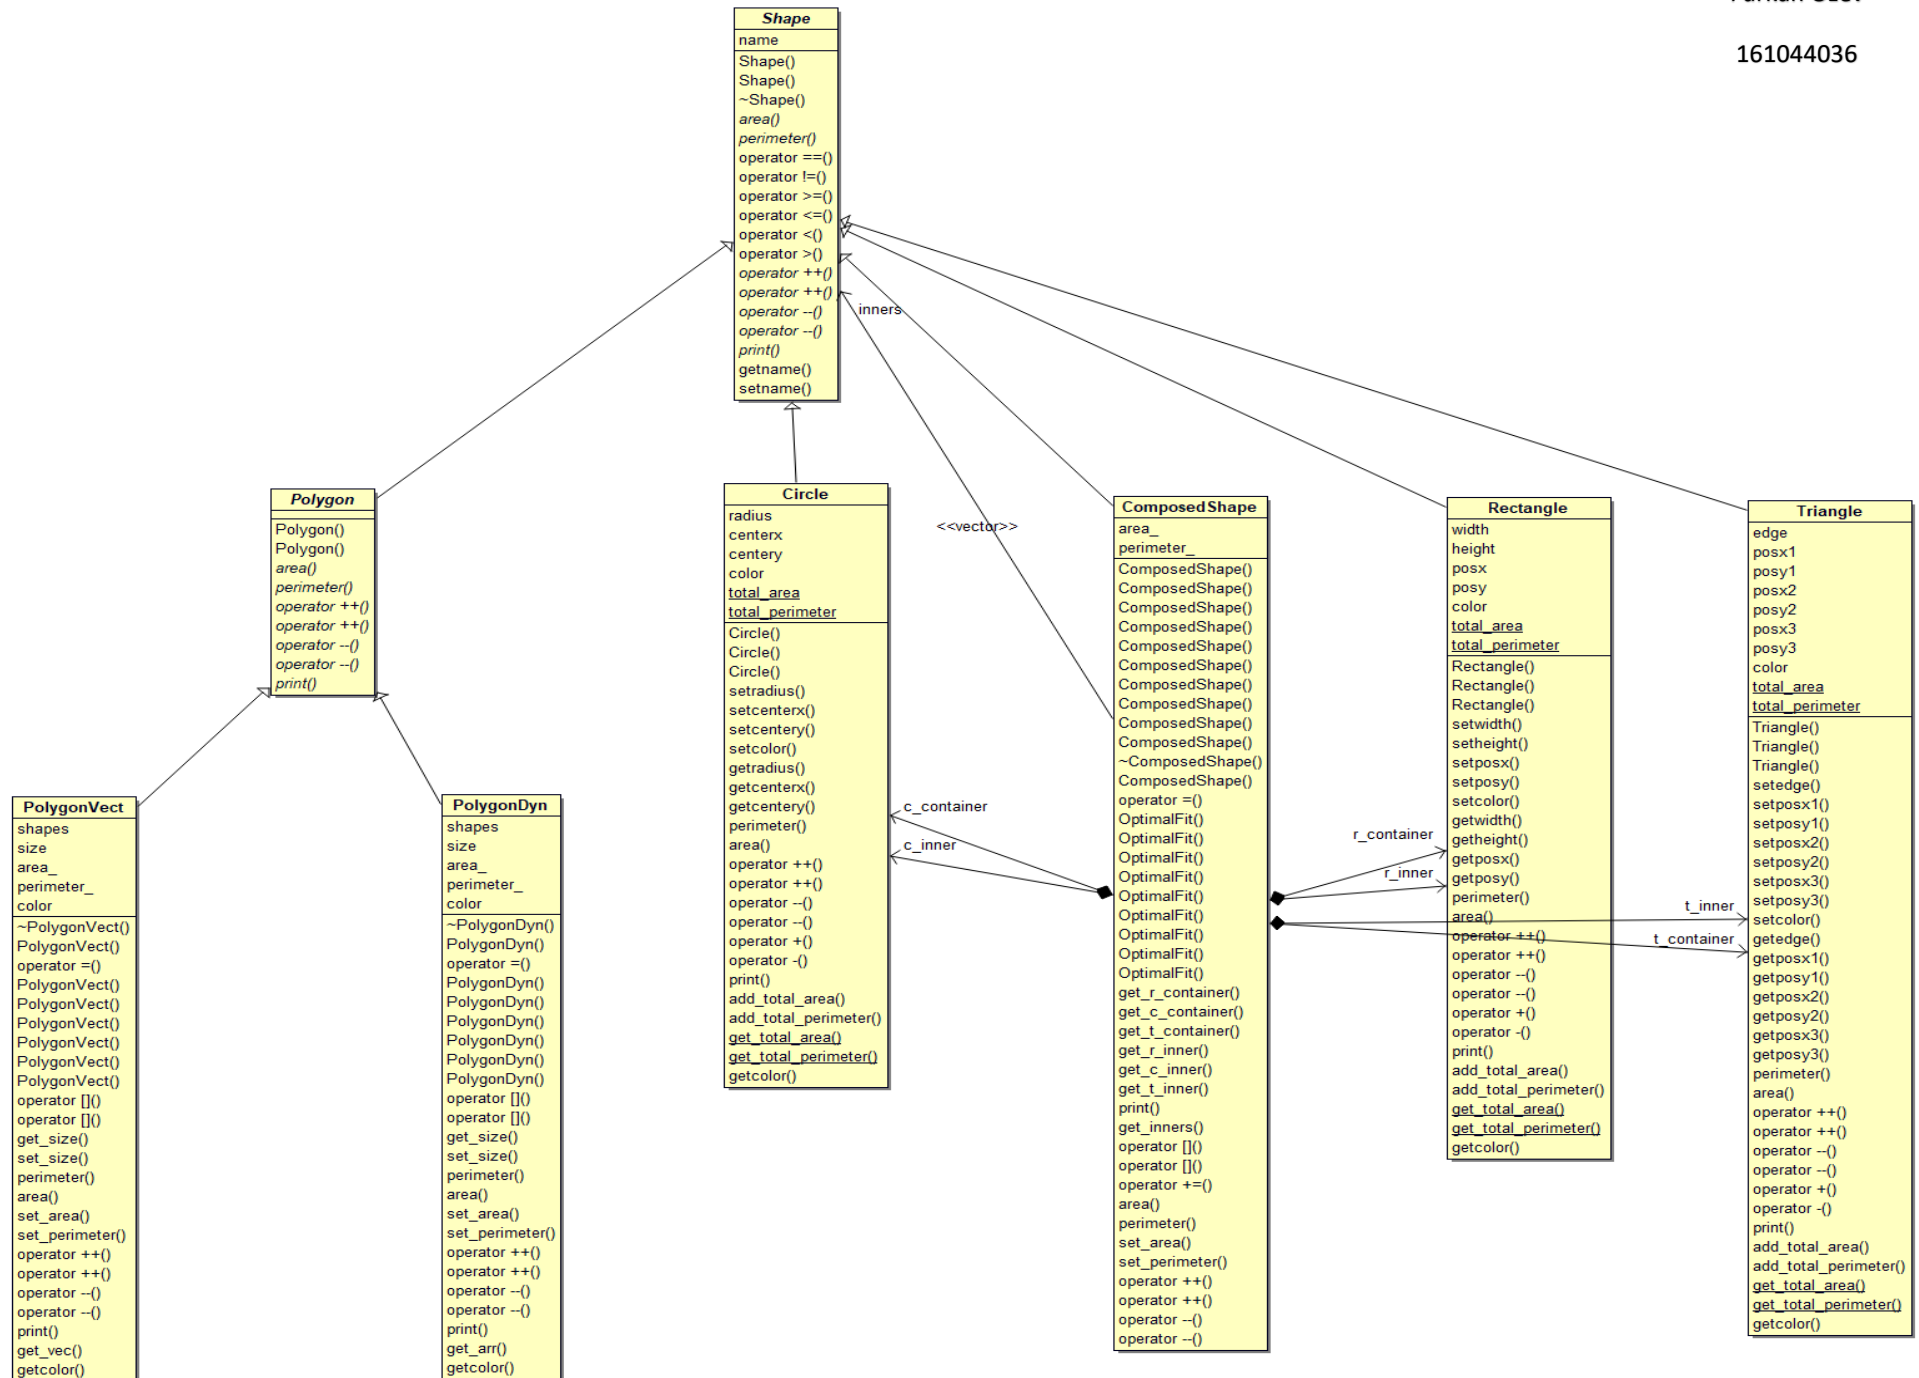 161044036
Shape
name
Shape()
Shape()
~Shape()
area()
perimeter()
operator ==()
operator !=()
operator >=()
operator <=()
operator <()
operator >()
operator ++()
operator ++()
operator --()
operator --()
print()
getname()
setname()
inners
<<vector>>
Polygon
Polygon()
Polygon()
area()
perimeter()
operator ++()
operator ++()
operator --()
operator --()
print()
PolygonVect
shapes
size
area_
perimeter_
color
~PolygonVect()
PolygonVect()
operator =()
PolygonVect()
PolygonVect()
PolygonVect()
PolygonVect()
PolygonVect()
PolygonVect()
operator []()
operator []()
get_size()
set_size()
perimeter()
area()
set_area()
set_perimeter()
operator ++()
operator ++()
operator --()
operator --()
print()
get_vec()
getcolor()
PolygonDyn
shapes
size
area_
perimeter_
color
~PolygonDyn()
PolygonDyn()
operator =()
PolygonDyn()
PolygonDyn()
PolygonDyn()
PolygonDyn()
PolygonDyn()
PolygonDyn()
operator []()
operator []()
get_size()
set_size()
perimeter()
area()
set_area()
set_perimeter()
operator ++()
operator ++()
operator --()
operator --()
print()
get_arr()
getcolor()
Circle
radius
centerx
centery
color
total_area
total_perimeter
Circle()
Circle()
Circle()
setradius()
setcenterx()
setcentery()
setcolor()
getradius()
getcenterx()
getcentery()
perimeter()
area()
operator ++()
operator ++()
operator --()
operator --()
operator +()
operator -()
print()
add_total_area()
add_total_perimeter()
get_total_area()
get_total_perimeter()
getcolor()
c_container
c_inner
ComposedShape
area_
perimeter_
ComposedShape()
ComposedShape()
ComposedShape()
ComposedShape()
ComposedShape()
ComposedShape()
ComposedShape()
ComposedShape()
ComposedShape()
ComposedShape()
~ComposedShape()
ComposedShape()
operator =()
OptimalFit()
OptimalFit()
OptimalFit()
OptimalFit()
OptimalFit()
OptimalFit()
OptimalFit()
OptimalFit()
OptimalFit()
get_r_container()
get_c_container()
get_t_container()
get_r_inner()
get_c_inner()
get_t_inner()
print()
get_inners()
operator []()
operator []()
operator +=()
area()
perimeter()
set_area()
set_perimeter()
operator ++()
operator ++()
operator --()
operator --()
r_container
r_inner
Rectangle
width
height
posx
posy
color
total_area
total_perimeter
Rectangle()
Rectangle()
Rectangle()
setwidth()
setheight()
setposx()
setposy()
setcolor()
getwidth()
getheight()
getposx()
getposy()
perimeter()
area()
operator ++()
operator ++()
operator --()
operator --()
operator +()
operator -()
print()
add_total_area()
add_total_perimeter()
get_total_area()
get_total_perimeter()
getcolor()
t_inner
t_container
Triangle
edge
posx1
posy1
posx2
posy2
posx3
posy3
color
total_area
total_perimeter
Triangle()
Triangle()
Triangle()
setedge()
setposx1()
setposy1()
setposx2()
setposy2()
setposx3()
setposy3()
setcolor()
getedge()
getposx1()
getposy1()
getposx2()
getposy2()
getposx3()
getposy3()
perimeter()
area()
operator ++()
operator ++()
operator --()
operator --()
operator +()
operator -()
print()
add_total_area()
add_total_perimeter()
get_total_area()
get_total_perimeter()
getcolor()